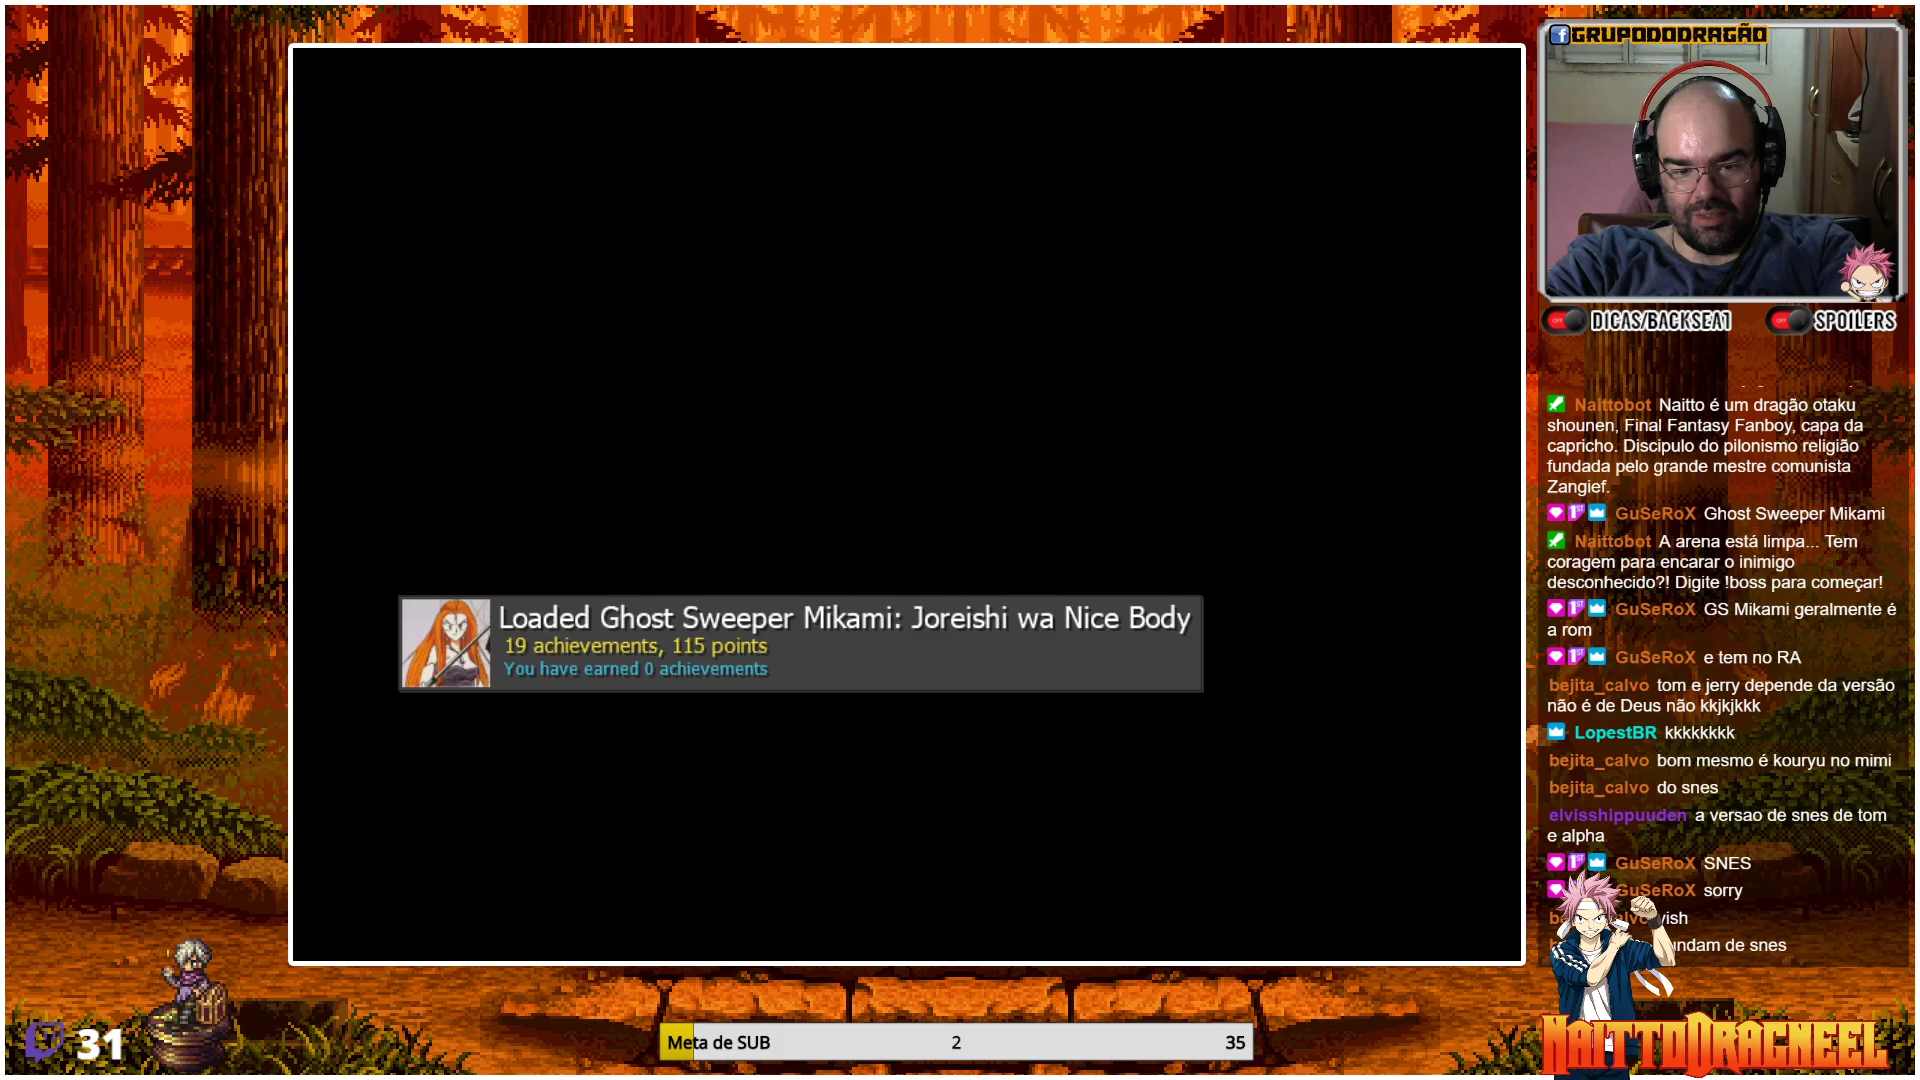 GRUPODODRAGÃO
OFF DICAS/BACKSEAT OFF SPOILERS
Naittobot Naitto é um dragão otaku
shounen, Final Fantasy Fanboy, capa da
capricho. Discipulo do pilonismo religião
fundada pelo grande mestre comunista
Zangief.
GuSeRoX Ghost Sweeper Mikami
Naittobot A arena está limpa... Tem
coragem para encarar o inimigo
desconhecido?! Digite !boss para começar!
GuSeRoX GS Mikami geralmente é
a rom
GuSeRoX e tem no RA
bejita_calvo tom e jerry depende da versão
não é de Deus não kkjkjkkk
LopestBR kkkkkkkk
bejita_calvo bom mesmo é kouryu no mimi
bejita_calvo do snes
elvisshippuuden a versao de snes de tom
e alpha
GuSeRoX SNES
GuSeRoX sorry
vish
undam de snes
Loaded Ghost Sweeper Mikami: Joreishi wa Nice Body
19 achievements, 115 points
You have earned 0 achievements
31
Meta de SUB 2 35
NAITTODRAGNEEL